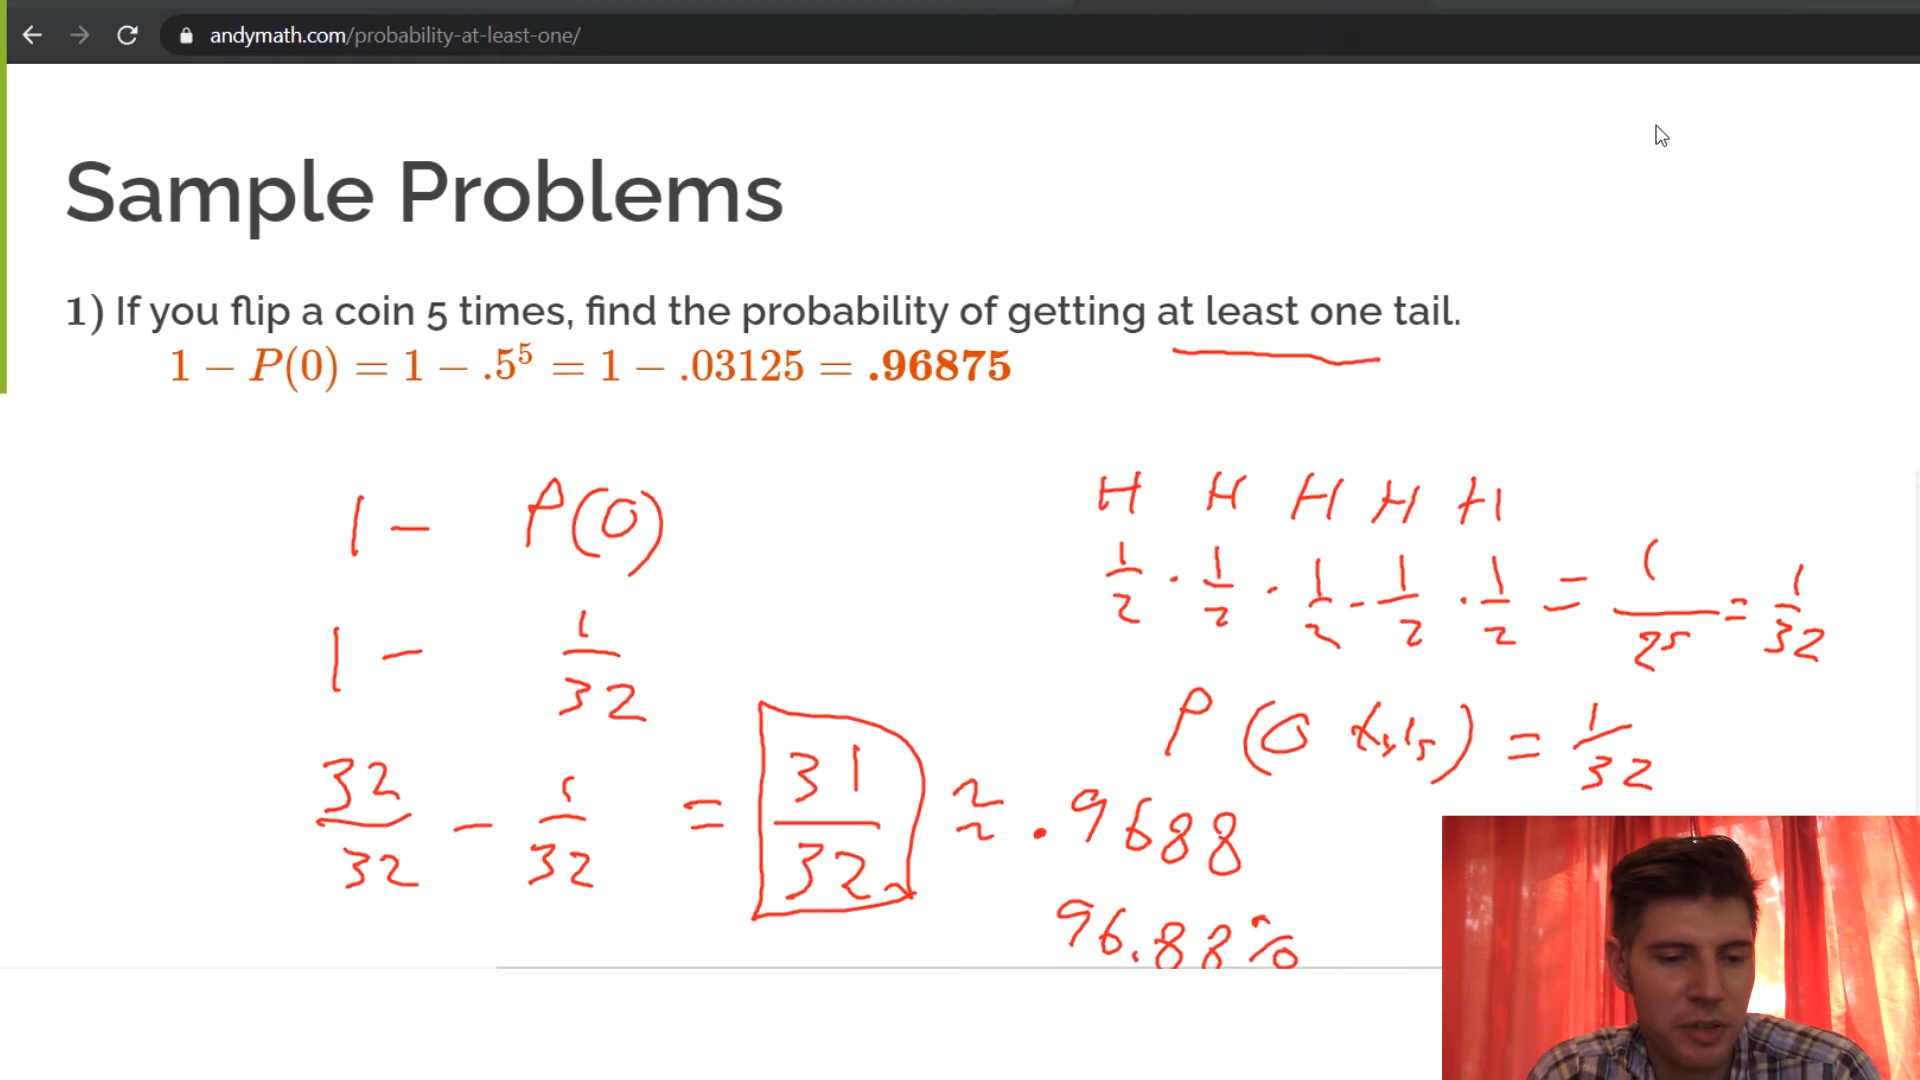 andymath.com/probability-at-least-one/
Sample Problems
1) If you flip a coin 5 times, find the probability of getting at least one tail.
1 − P(0) = 1 − .5⁵ = 1 − .03125 = .96875
1 − P(0)
1 − 1/32
32/32 − 1/32 = 31/32 ≈ .9688
96.88%
H H H H H
1/2 · 1/2 · 1/2 · 1/2 · 1/2 = 1/2⁵ = 1/32
P(0 tails) = 1/32